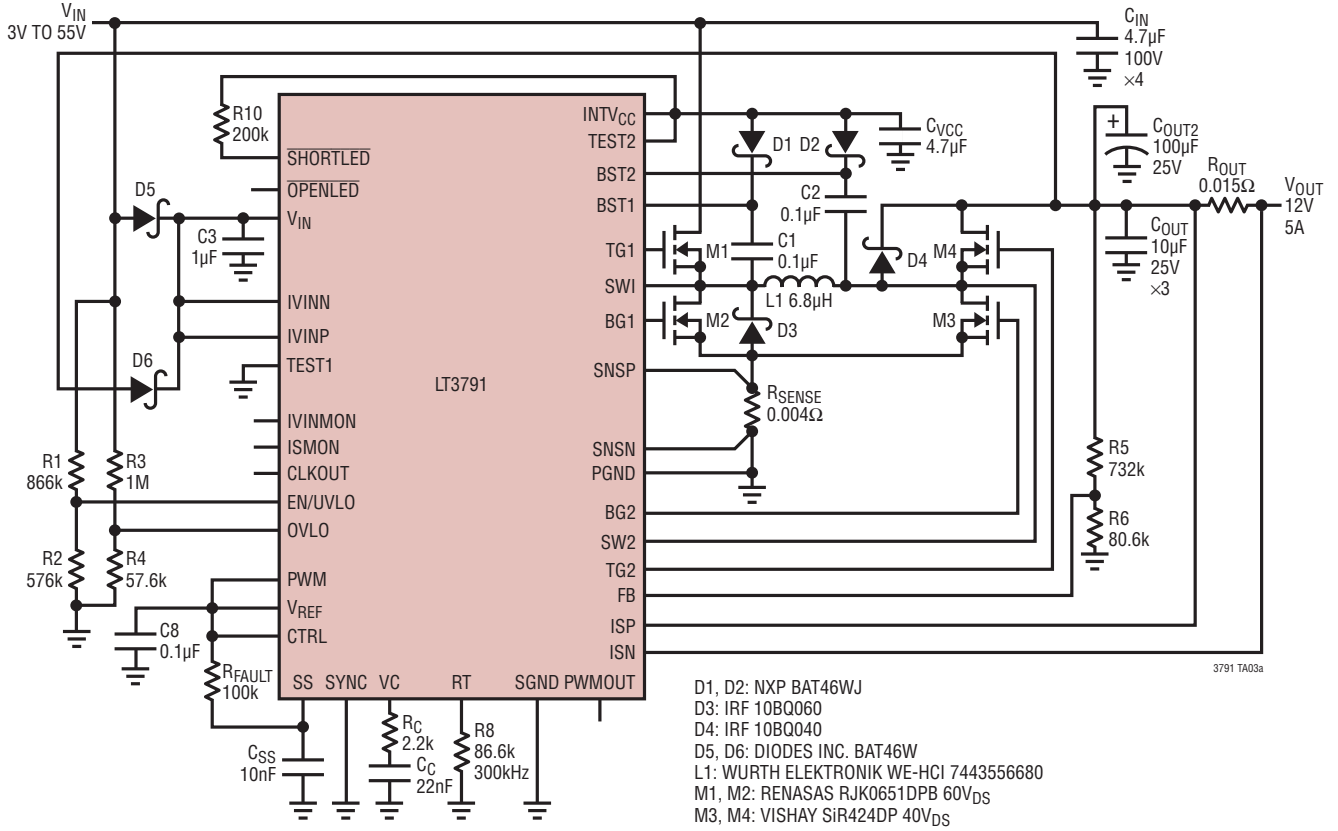 VIN
3V TO 55V
CIN
4.7µF
100V
×4
R10
200k
INTVCC
TEST2
D1
D2
CVCC
4.7µF
+
COUT2
100µF
25V
ROUT
0.015Ω
VOUT
12V
5A
SHORTLED
OPENLED
BST2
BST1
C2
0.1µF
D5
VIN
C3
1µF
TG1
M1
C1
0.1µF
D4
M4
COUT
10µF
25V
×3
SWI
L1 6.8µH
IVINN
BG1
M2
D3
M3
IVINP
D6
TEST1
LT3791
SNSP
RSENSE
0.004Ω
IVINMON
ISMON
CLKOUT
SNSN
PGND
R1
866k
R3
1M
R5
732k
EN/UVLO
OVLO
BG2
SW2
R6
80.6k
R2
576k
R4
57.6k
PWM
VREF
CTRL
TG2
FB
ISP
ISN
C8
0.1µF
RFAULT
100k
SS
SYNC
VC
RT
SGND
PWMOUT
3791 TA03a
CSS
10nF
RC
2.2k
CC
22nF
R8
86.6k
300kHz
D1, D2: NXP BAT46WJ
D3: IRF 10BQ060
D4: IRF 10BQ040
D5, D6: DIODES INC. BAT46W
L1: WURTH ELEKTRONIK WE-HCI 7443556680
M1, M2: RENASAS RJK0651DPB 60VDS
M3, M4: VISHAY SiR424DP 40VDS